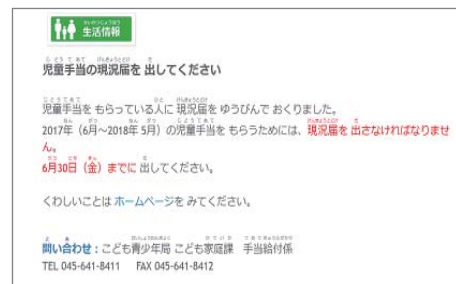 生活情報
児童手当の現況届を 出してください
児童手当を もらっている人に 現況届を ゆうびんで おくりました。
2017年（6月～2018年 5月）の児童手当を もらうためには、現況届を 出さなければなりませ
ん。
6月30日（金）までに 出してください。
くわしいことは ホームページを みてください。
問い合わせ：こども青少年局 こども家庭課　手当給付係
TEL 045-641-8411　FAX 045-641-8412